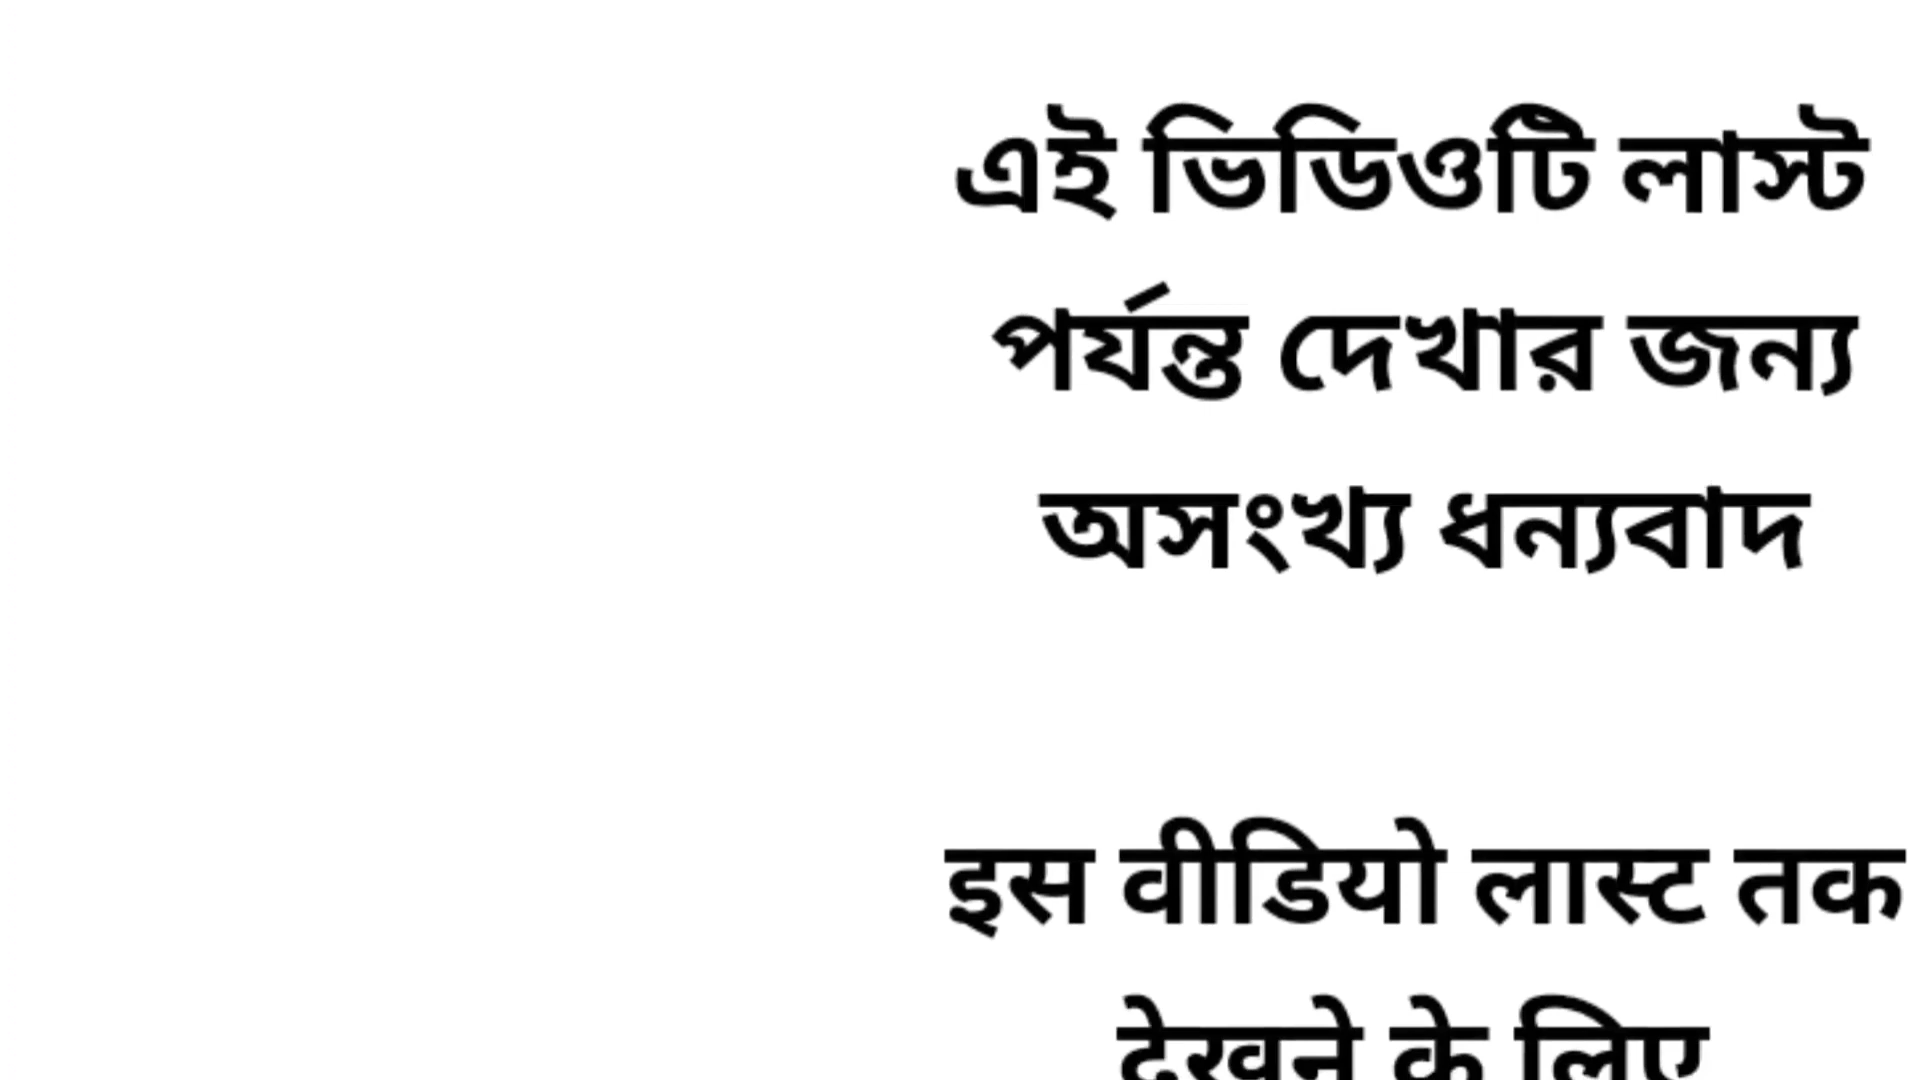 এই ভিডিওটি লাস্ট
পর্যন্ত দেখার জন্য
অসংখ্য ধন্যবাদ
इस वीडियो लास्ट तक
देखने के लिए